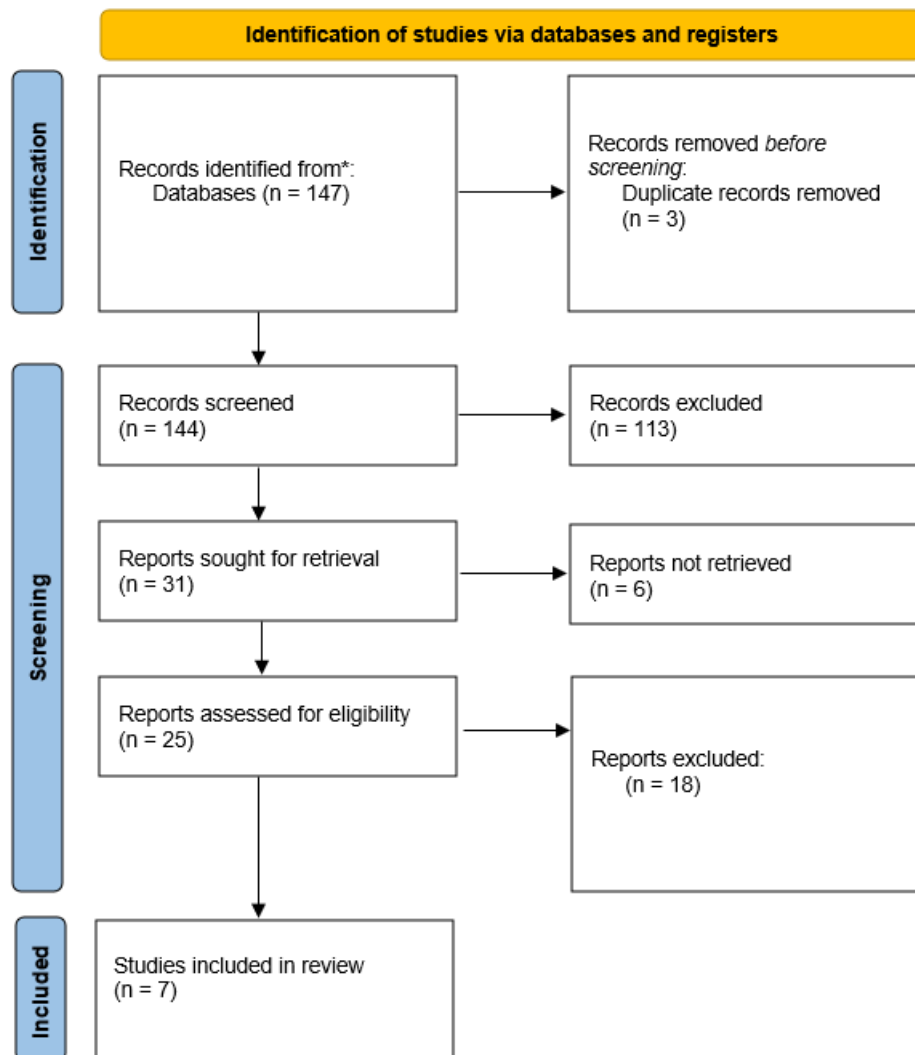 Identification of studies via databases and registers
Identification
Records identified from*:
Databases (n = 147)
Records removed before
screening:
Duplicate records removed
(n = 3)
Screening
Records screened
(n = 144)
Records excluded
(n = 113)
Reports sought for retrieval
(n = 31)
Reports not retrieved
(n = 6)
Reports assessed for eligibility
(n = 25)
Reports excluded:
(n = 18)
Included
Studies included in review
(n = 7)